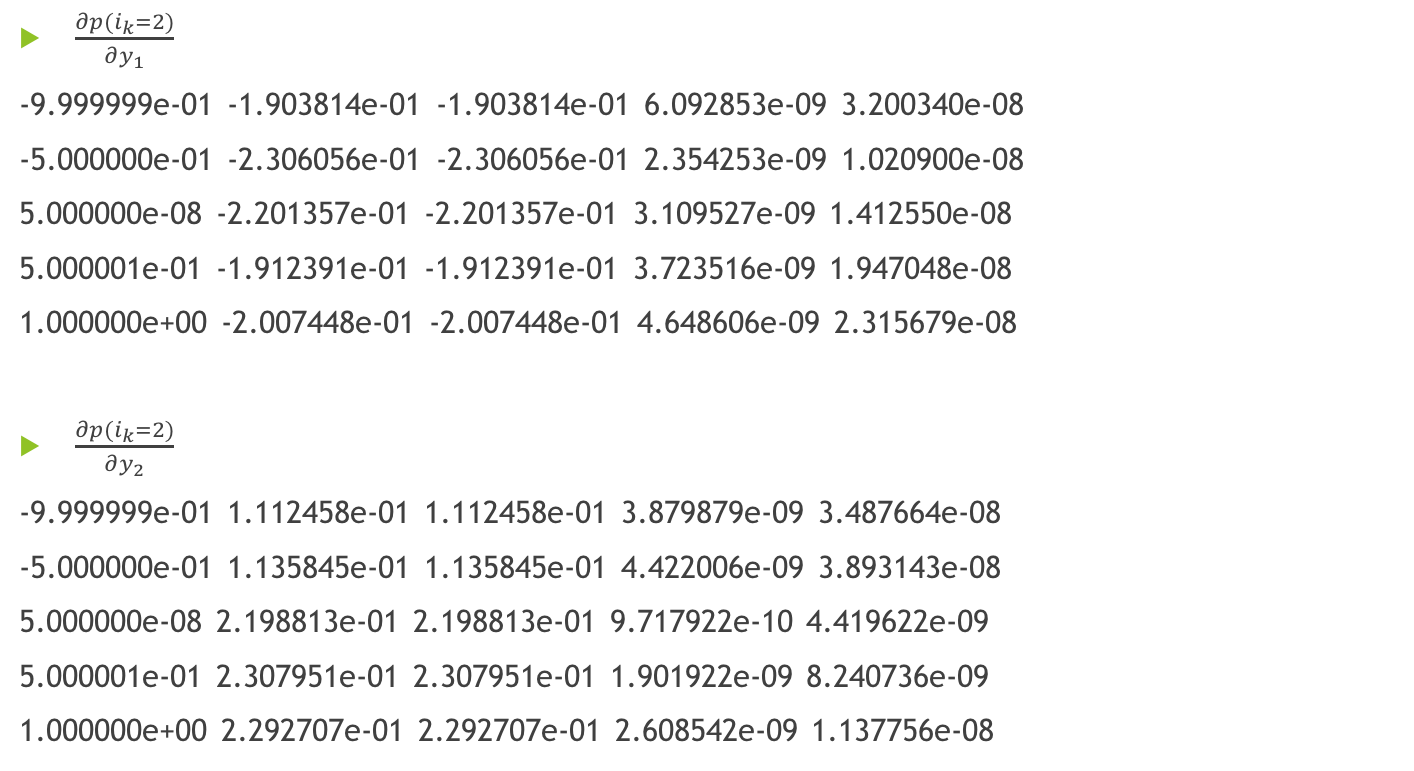 ▶ ∂p(iₖ=2)/∂y₁
-9.999999e-01 -1.903814e-01 -1.903814e-01 6.092853e-09 3.200340e-08
-5.000000e-01 -2.306056e-01 -2.306056e-01 2.354253e-09 1.020900e-08
5.000000e-08 -2.201357e-01 -2.201357e-01 3.109527e-09 1.412550e-08
5.000001e-01 -1.912391e-01 -1.912391e-01 3.723516e-09 1.947048e-08
1.000000e+00 -2.007448e-01 -2.007448e-01 4.648606e-09 2.315679e-08
▶ ∂p(iₖ=2)/∂y₂
-9.999999e-01 1.112458e-01 1.112458e-01 3.879879e-09 3.487664e-08
-5.000000e-01 1.135845e-01 1.135845e-01 4.422006e-09 3.893143e-08
5.000000e-08 2.198813e-01 2.198813e-01 9.717922e-10 4.419622e-09
5.000001e-01 2.307951e-01 2.307951e-01 1.901922e-09 8.240736e-09
1.000000e+00 2.292707e-01 2.292707e-01 2.608542e-09 1.137756e-08